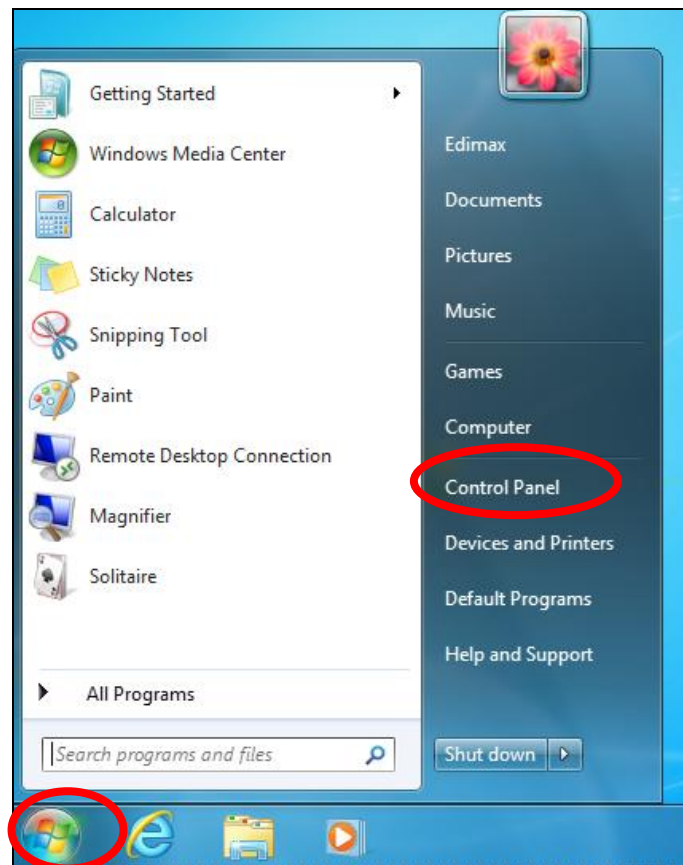 Getting Started
Windows Media Center
Calculator
Sticky Notes
Snipping Tool
Paint
Remote Desktop Connection
Magnifier
Solitaire
All Programs
Search programs and files
Edimax
Documents
Pictures
Music
Games
Computer
Control Panel
Devices and Printers
Default Programs
Help and Support
Shut down